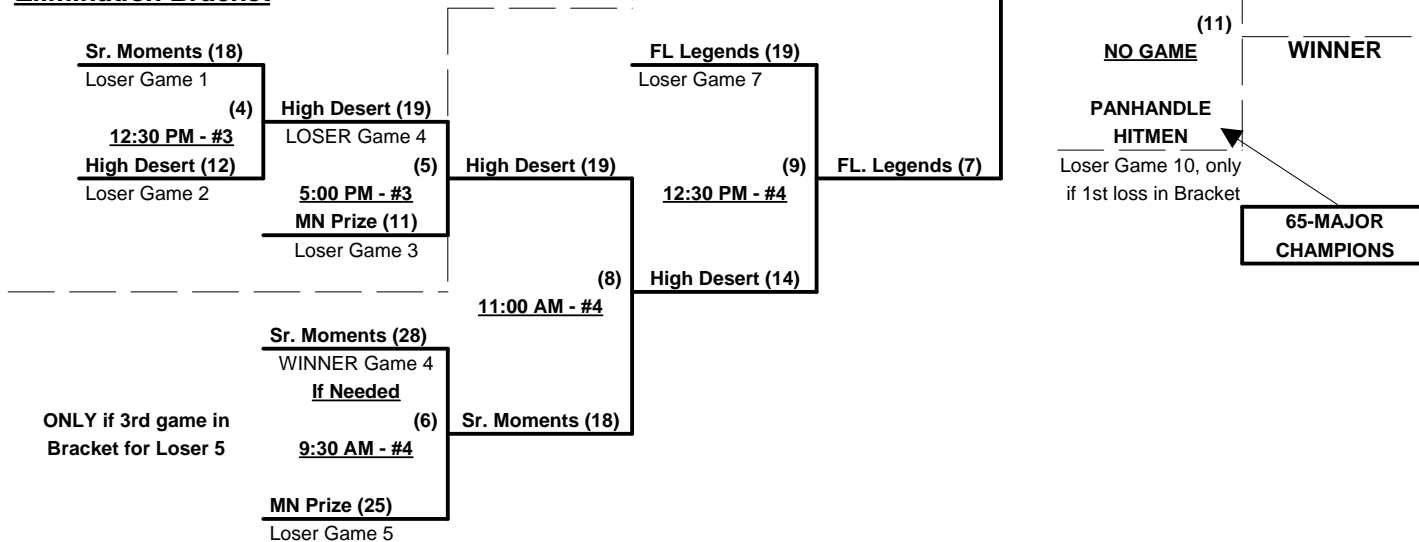 Elimination Bracket
Sr. Moments (18)
Loser Game 1
(4)
12:30 PM - #3
High Desert (12)
Loser Game 2
High Desert (19)
LOSER Game 4
(5)
5:00 PM - #3
MN Prize (11)
Loser Game 3
High Desert (19)
(8)
11:00 AM - #4
Sr. Moments (28)
WINNER Game 4
If Needed
(6)
9:30 AM - #4
MN Prize (25)
Loser Game 5
ONLY if 3rd game in
Bracket for Loser 5
Sr. Moments (18)
FL Legends (19)
Loser Game 7
(9)
12:30 PM - #4
High Desert (14)
FL. Legends (7)
(11)
NO GAME
WINNER
PANHANDLE
HITMEN
Loser Game 10, only
if 1st loss in Bracket
65-MAJOR
CHAMPIONS